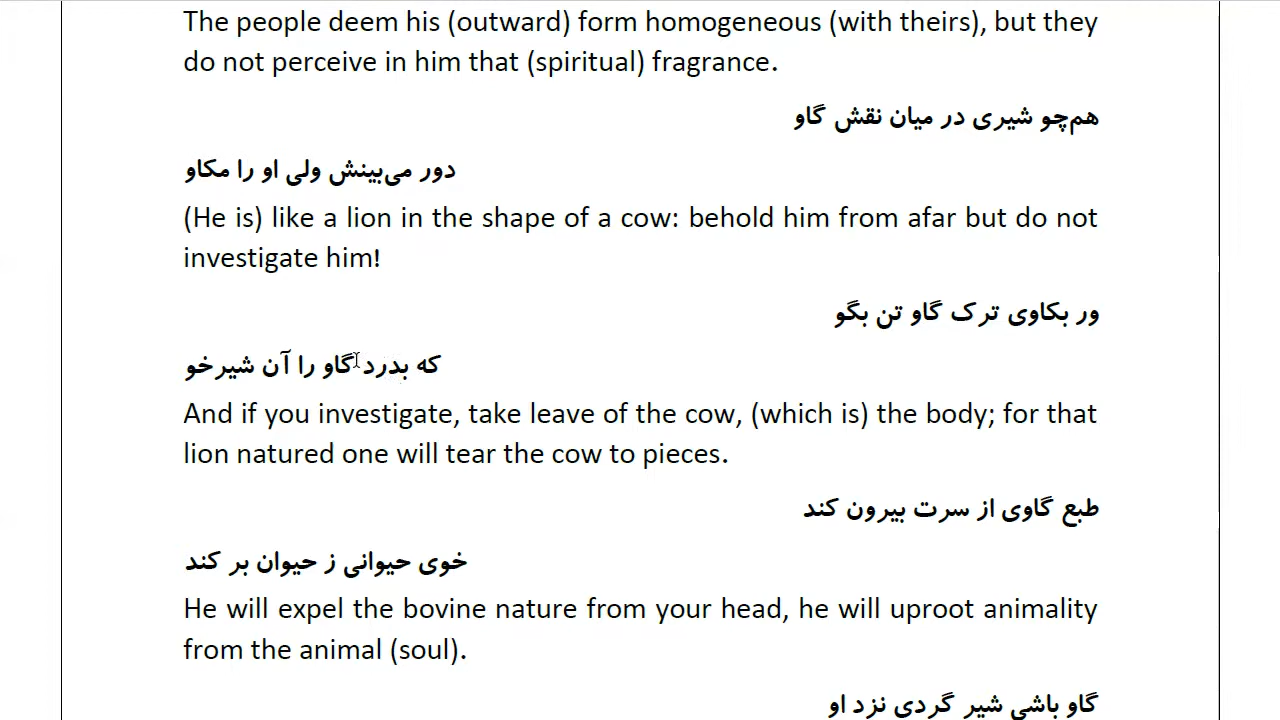 The people deem his (outward) form homogeneous (with theirs), but they
do not perceive in him that (spiritual) fragrance.
هم‌چو شیری در میان نقش گاو
دور می‌بینش ولی او را مکاو
(He is) like a lion in the shape of a cow: behold him from afar but do not
investigate him!
ور بکاوی ترک گاو تن بگو
که بدرد گاو را آن شیرخو
And if you investigate, take leave of the cow, (which is) the body; for that
lion natured one will tear the cow to pieces.
طبع گاوی از سرت بیرون کند
خوی حیوانی ز حیوان بر کند
He will expel the bovine nature from your head, he will uproot animality
from the animal (soul).
گاو باشی شیر گردی نزد او